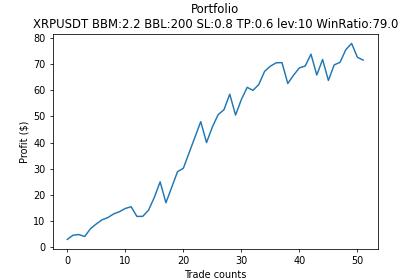 Portfolio
XRPUSDT BBM:2.2 BBL:200 SL:0.8 TP:0.6 lev:10 WinRatio:79.0
80
70
60
50
40
30
20
10
0
Profit ($)
0 10 20 30 40 50
Trade counts